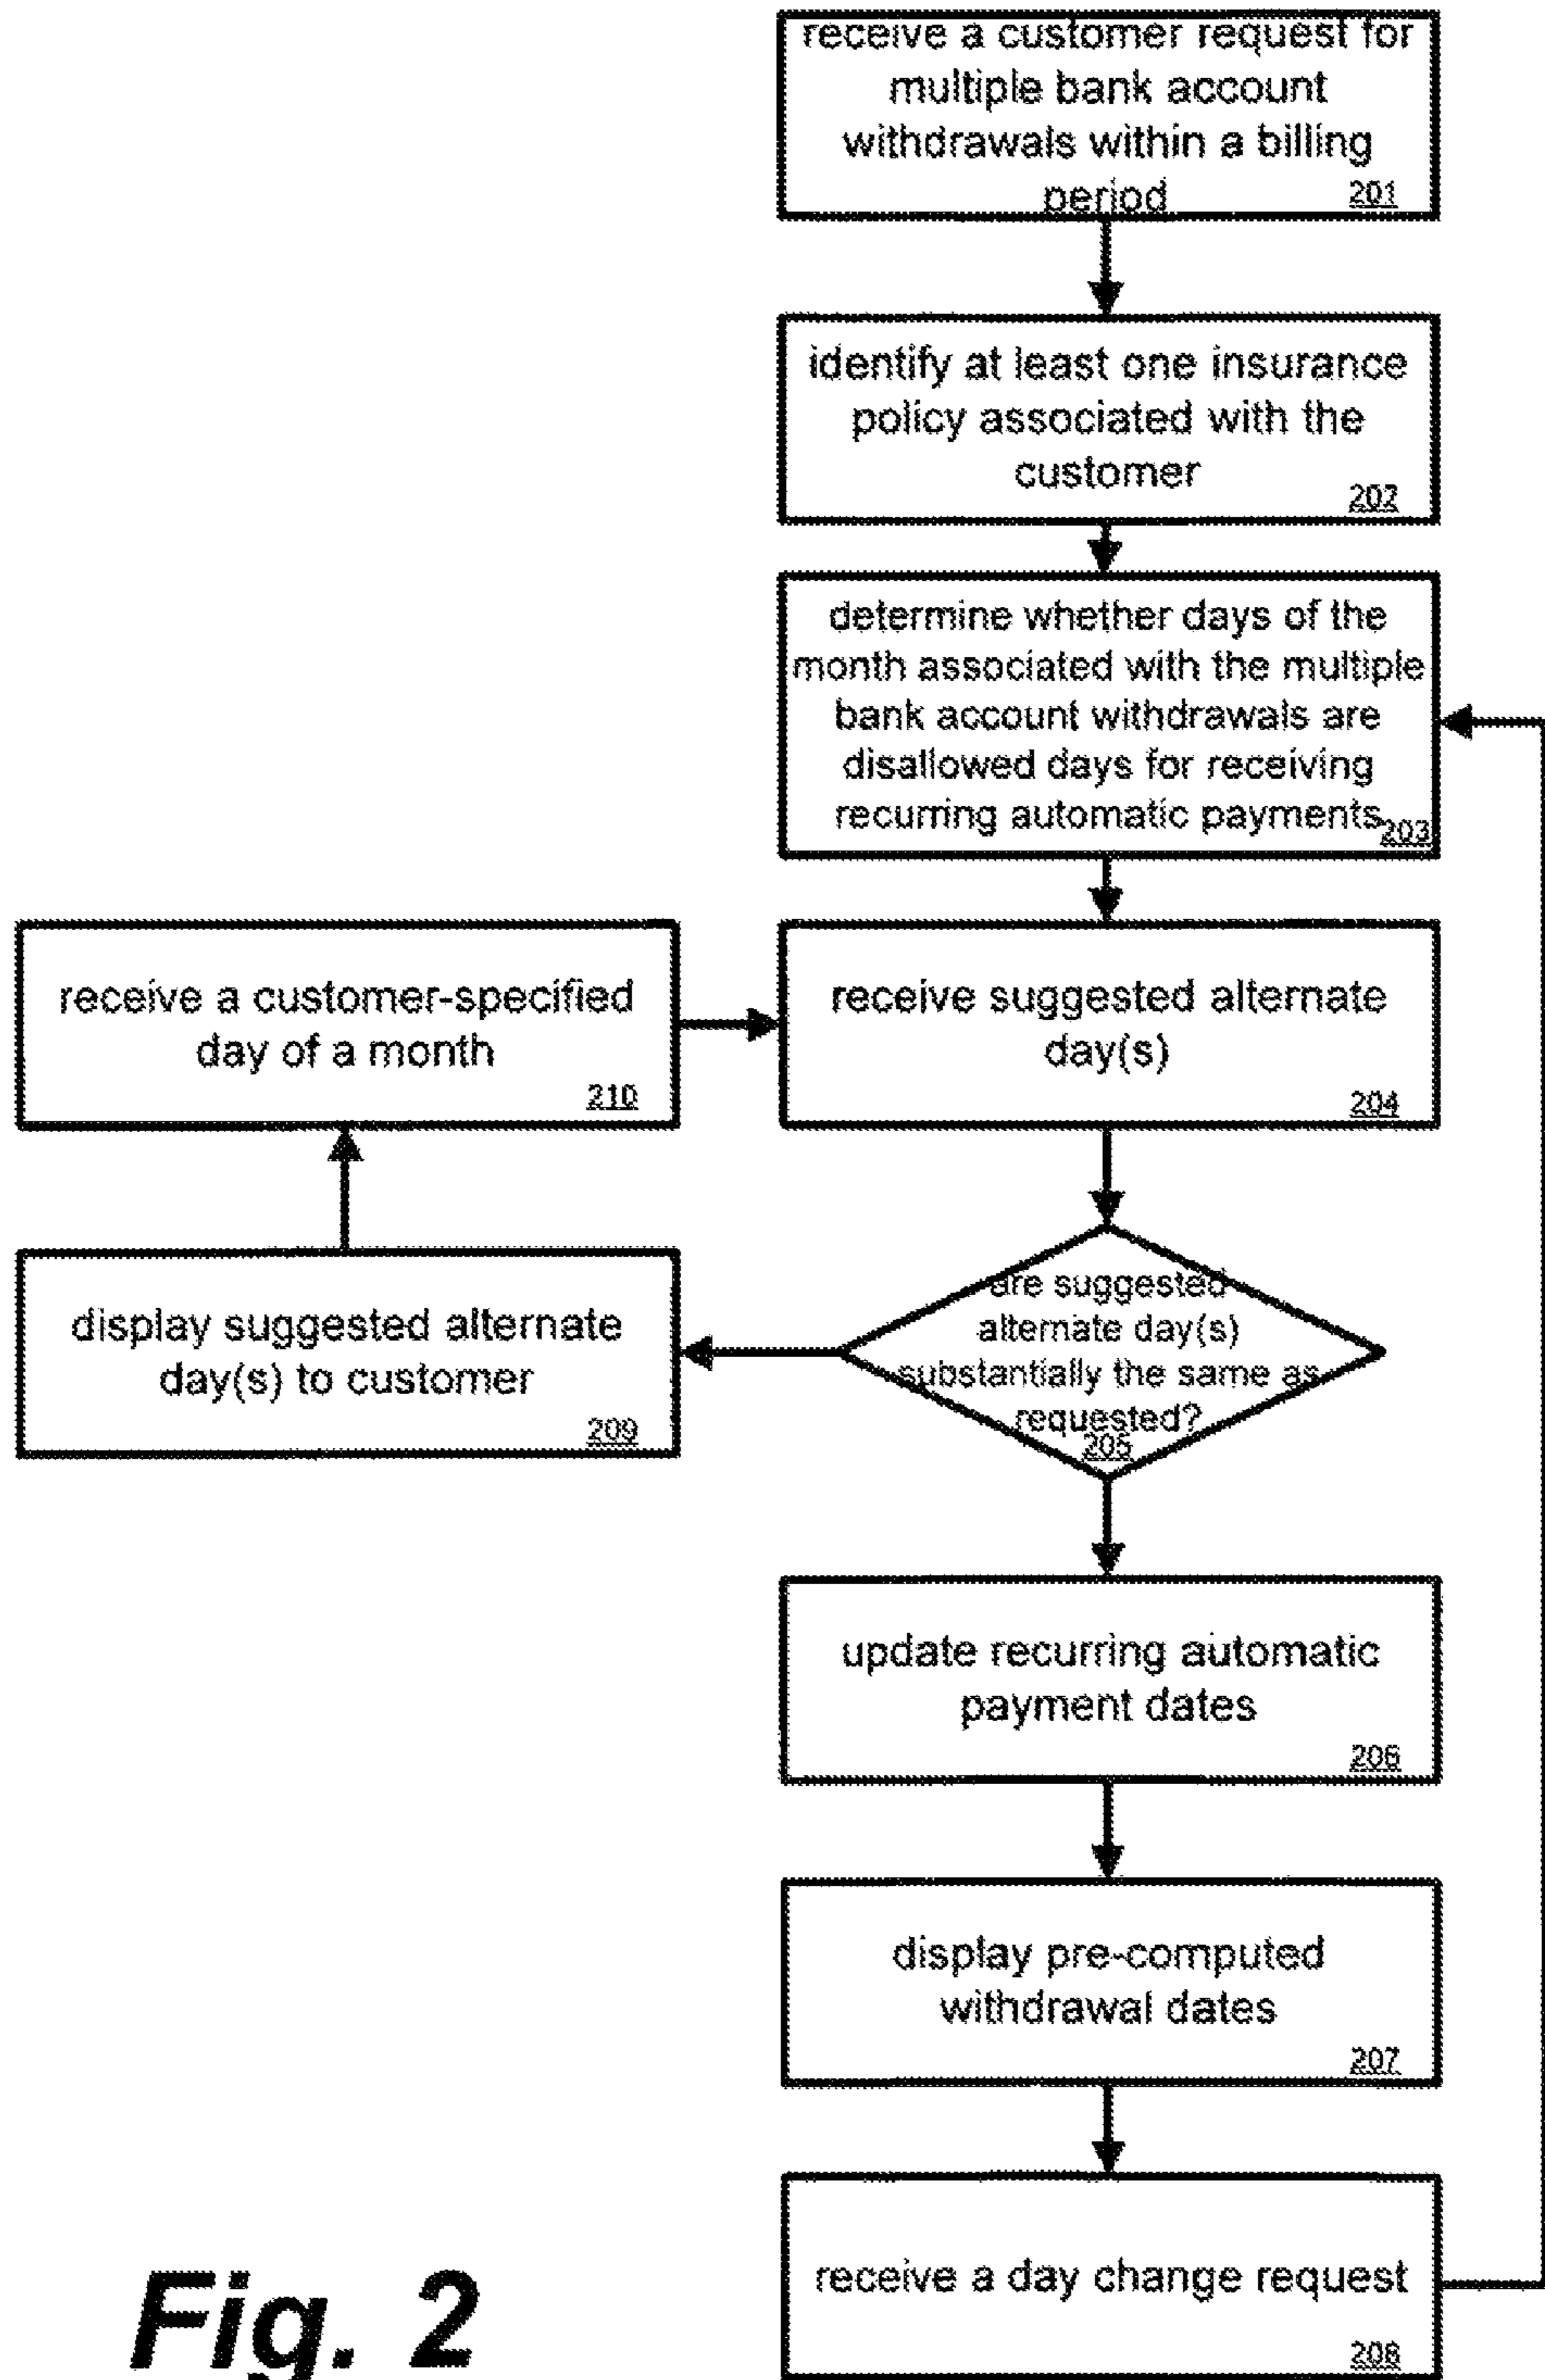 receive a customer request for
multiple bank account
withdrawals within a billing
period
201
identify at least one insurance
policy associated with the
customer
202
determine whether days of the
month associated with the multiple
bank account withdrawals are
disallowed days for receiving
recurring automatic payments
203
receive a customer-specified
day of a month
210
receive suggested alternate
day(s)
204
display suggested alternate
day(s) to customer
209
are suggested
alternate day(s)
substantially the same as
requested?
205
update recurring automatic
payment dates
206
display pre-computed
withdrawal dates
207
receive a day change request
208
Fig. 2